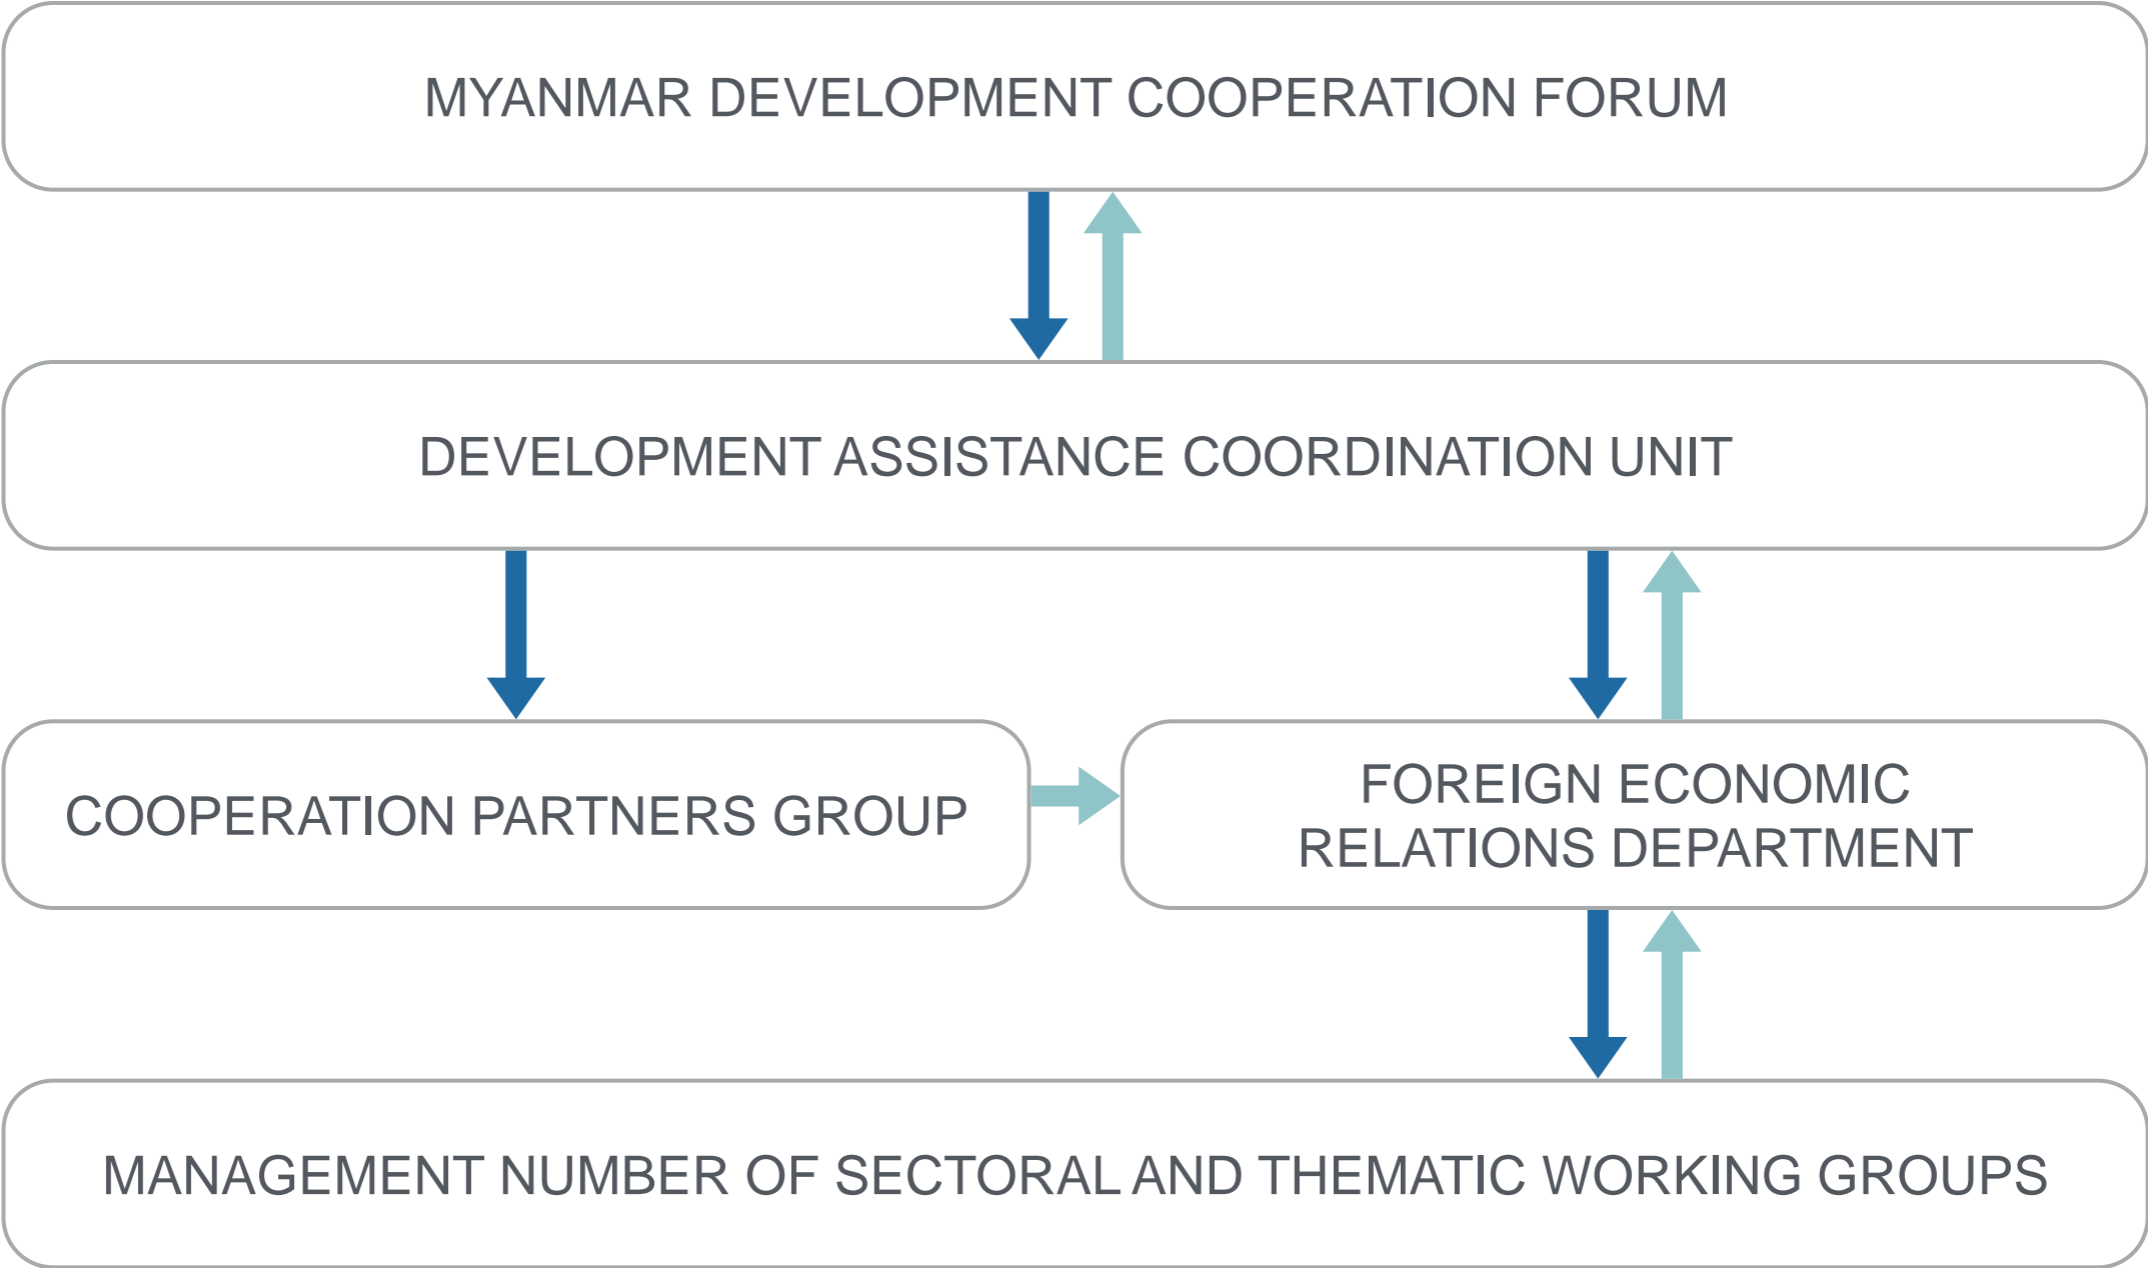 MYANMAR DEVELOPMENT COOPERATION FORUM
DEVELOPMENT ASSISTANCE COORDINATION UNIT
COOPERATION PARTNERS GROUP
FOREIGN ECONOMIC
RELATIONS DEPARTMENT
MANAGEMENT NUMBER OF SECTORAL AND THEMATIC WORKING GROUPS